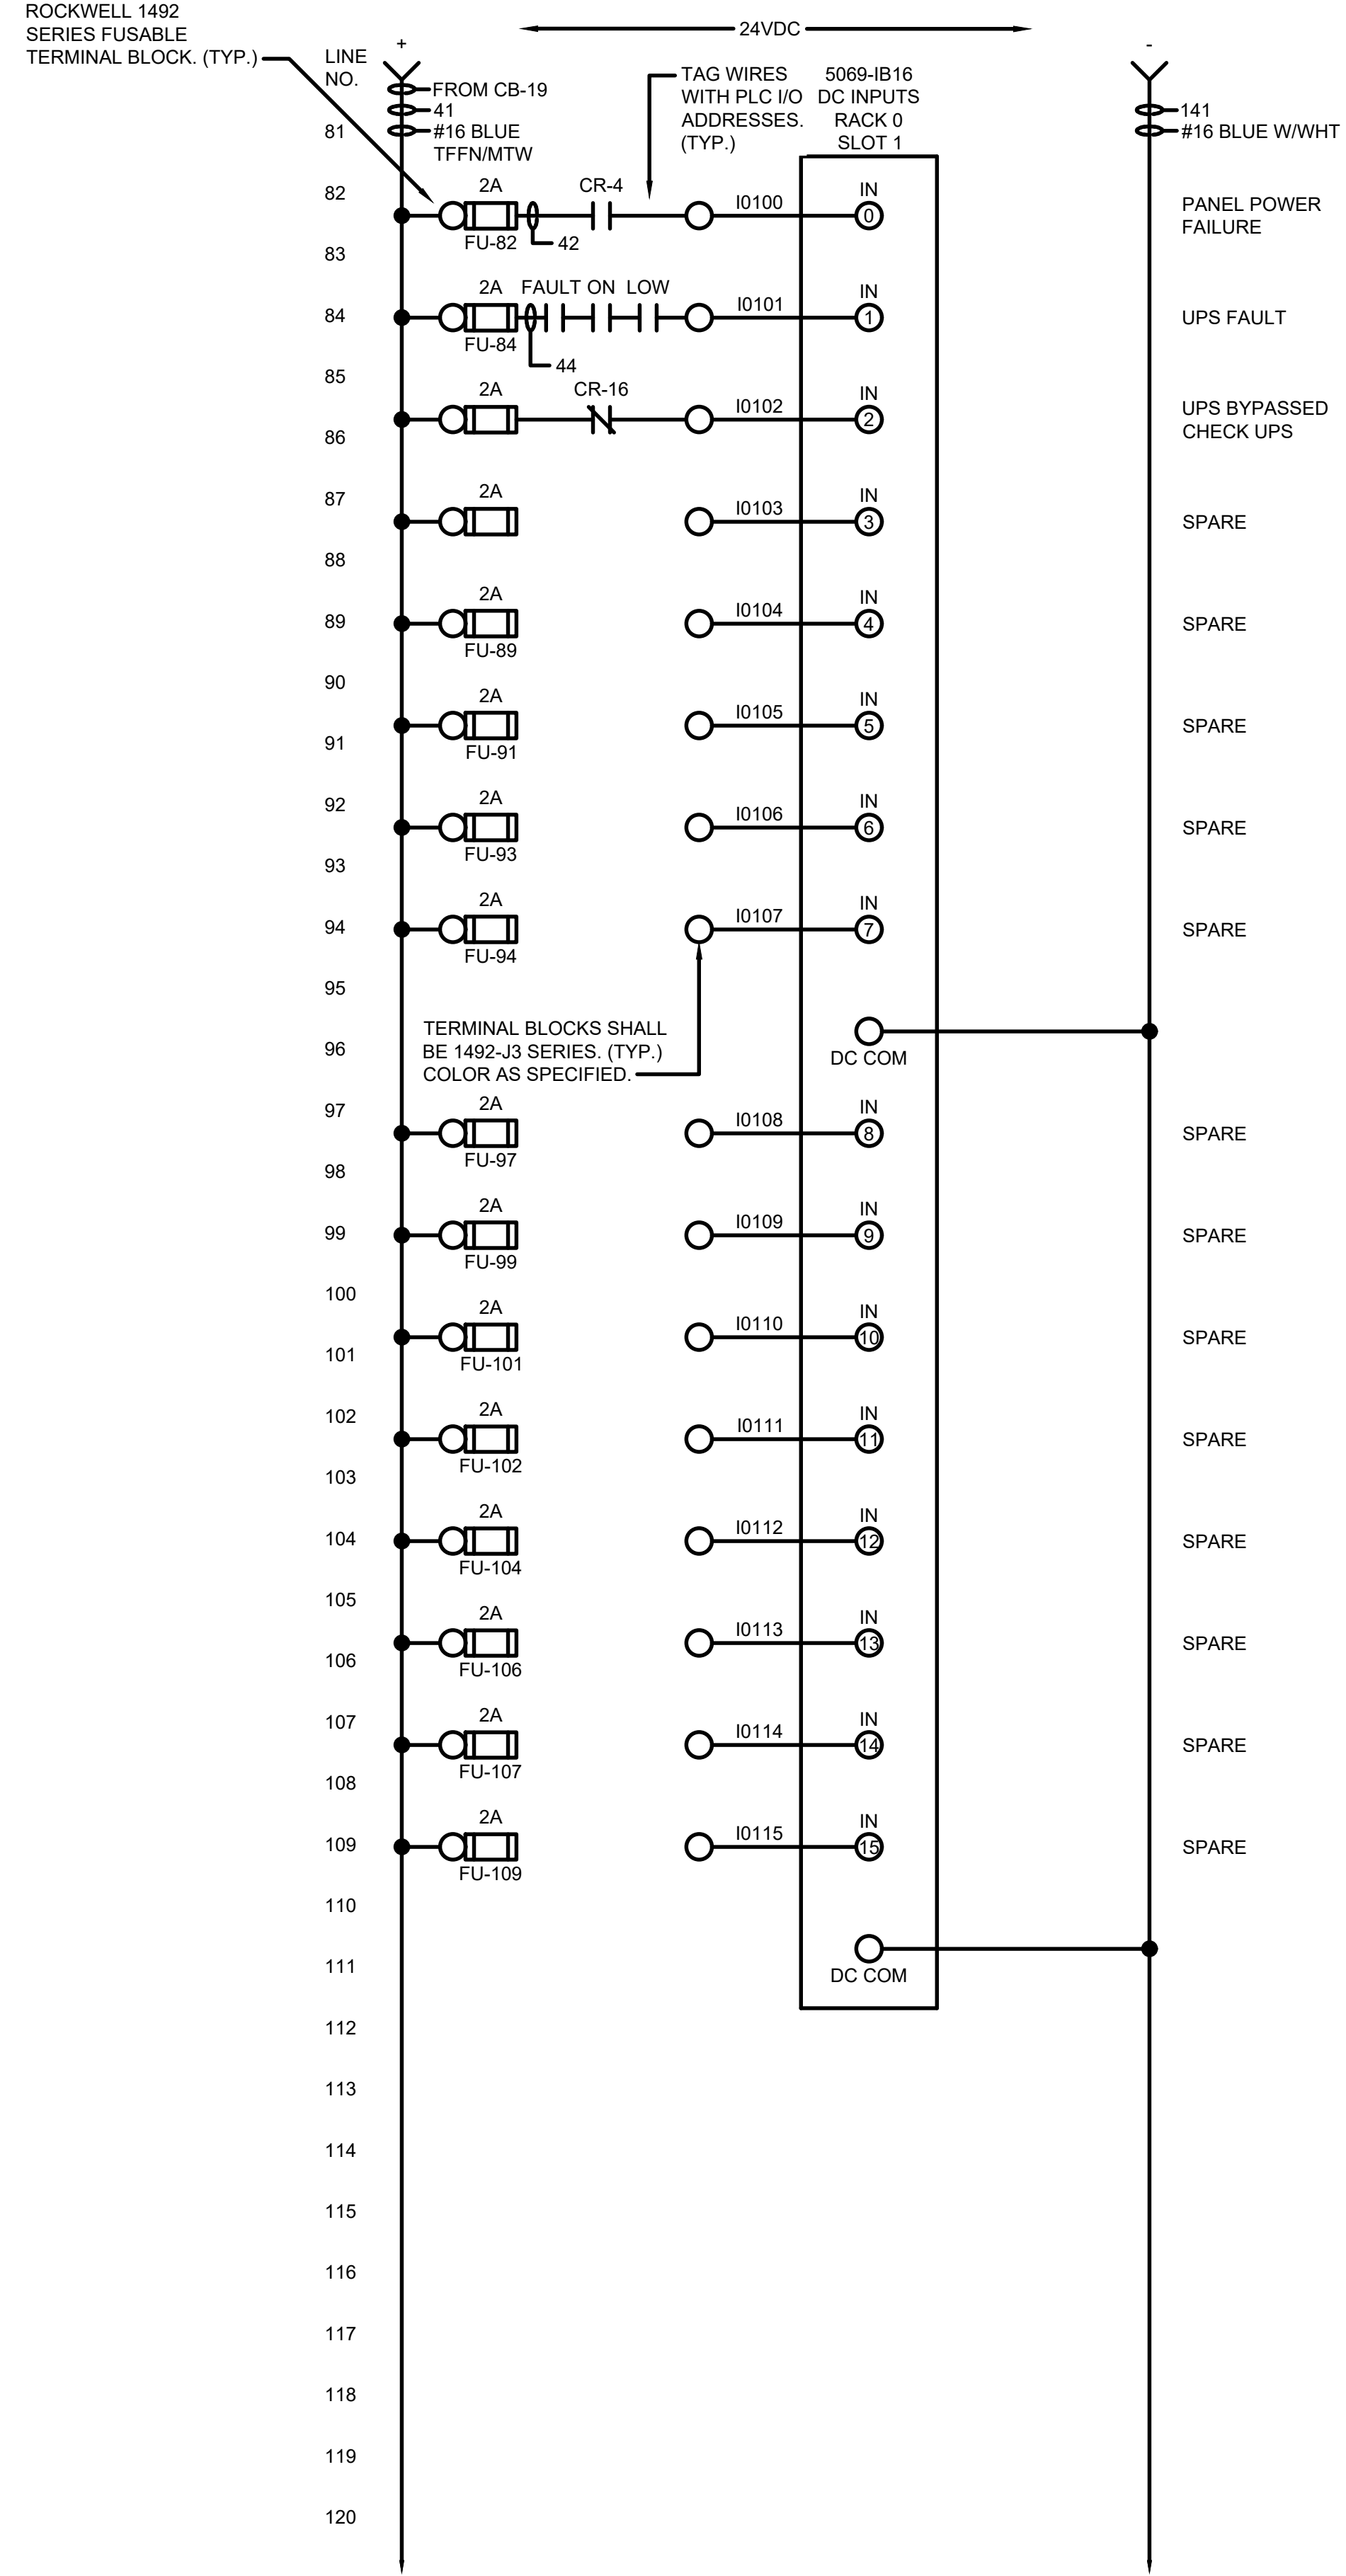 ROCKWELL 1492
SERIES FUSABLE
TERMINAL BLOCK. (TYP.)
LINE
NO.
+
24VDC
-
FROM CB-19
41
#16 BLUE
TFFN/MTW
TAG WIRES
WITH PLC I/O
ADDRESSES.
(TYP.)
5069-IB16
DC INPUTS
RACK 0
SLOT 1
141
#16 BLUE W/WHT
81
82
2A
FU-82
42
CR-4
I0100
IN
0
PANEL POWER
FAILURE
83
84
2A
FAULT ON LOW
FU-84
44
I0101
IN
1
UPS FAULT
85
2A
CR-16
I0102
IN
2
UPS BYPASSED
CHECK UPS
86
87
2A
I0103
IN
3
SPARE
88
89
2A
FU-89
I0104
IN
4
SPARE
90
2A
FU-91
I0105
IN
5
SPARE
91
92
2A
FU-93
I0106
IN
6
SPARE
93
94
2A
FU-94
I0107
IN
7
SPARE
95
TERMINAL BLOCKS SHALL
BE 1492-J3 SERIES. (TYP.)
COLOR AS SPECIFIED.
DC COM
96
97
2A
FU-97
I0108
IN
8
SPARE
98
99
2A
FU-99
I0109
IN
9
SPARE
100
2A
FU-101
I0110
IN
10
SPARE
101
102
2A
FU-102
I0111
IN
11
SPARE
103
104
2A
FU-104
I0112
IN
12
SPARE
105
2A
FU-106
I0113
IN
13
SPARE
106
107
2A
FU-107
I0114
IN
14
SPARE
108
109
2A
FU-109
I0115
IN
15
SPARE
110
DC COM
111
112
113
114
115
116
117
118
119
120